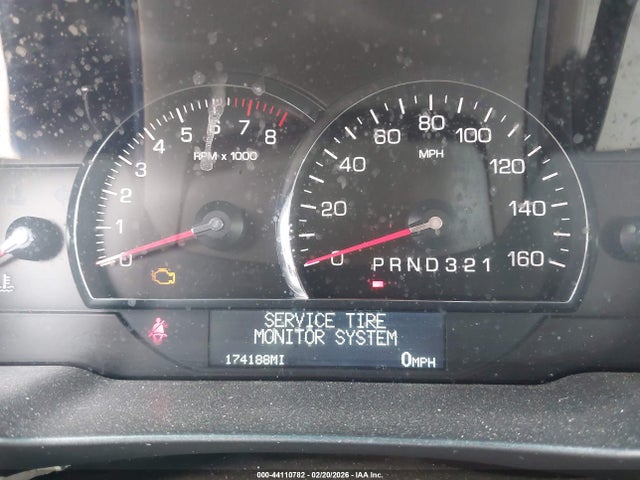 0 1 2 3 4 5 6 7 8
RPM x 1000
0 20 40 60 80 100 120 140 160
MPH
PRND321
SERVICE TIRE
MONITOR SYSTEM
174188MI 0MPH
000-44110782 - 02/20/2026 - IAA Inc.